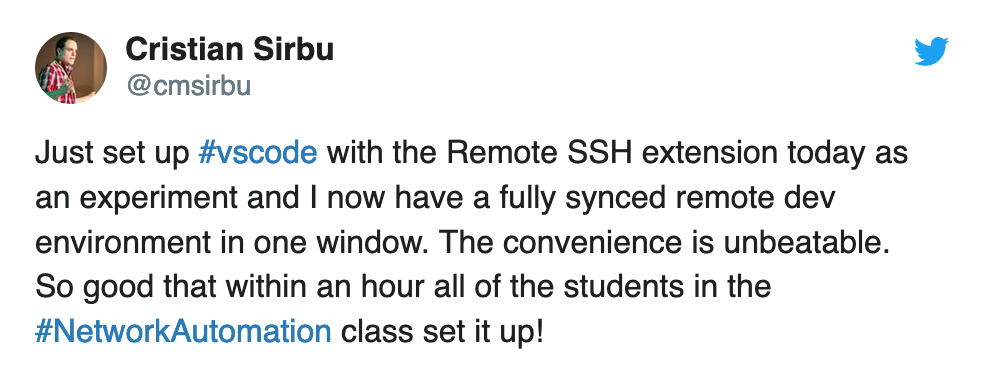 Cristian Sirbu
@cmsirbu
Just set up #vscode with the Remote SSH extension today as
an experiment and I now have a fully synced remote dev
environment in one window. The convenience is unbeatable.
So good that within an hour all of the students in the
#NetworkAutomation class set it up!